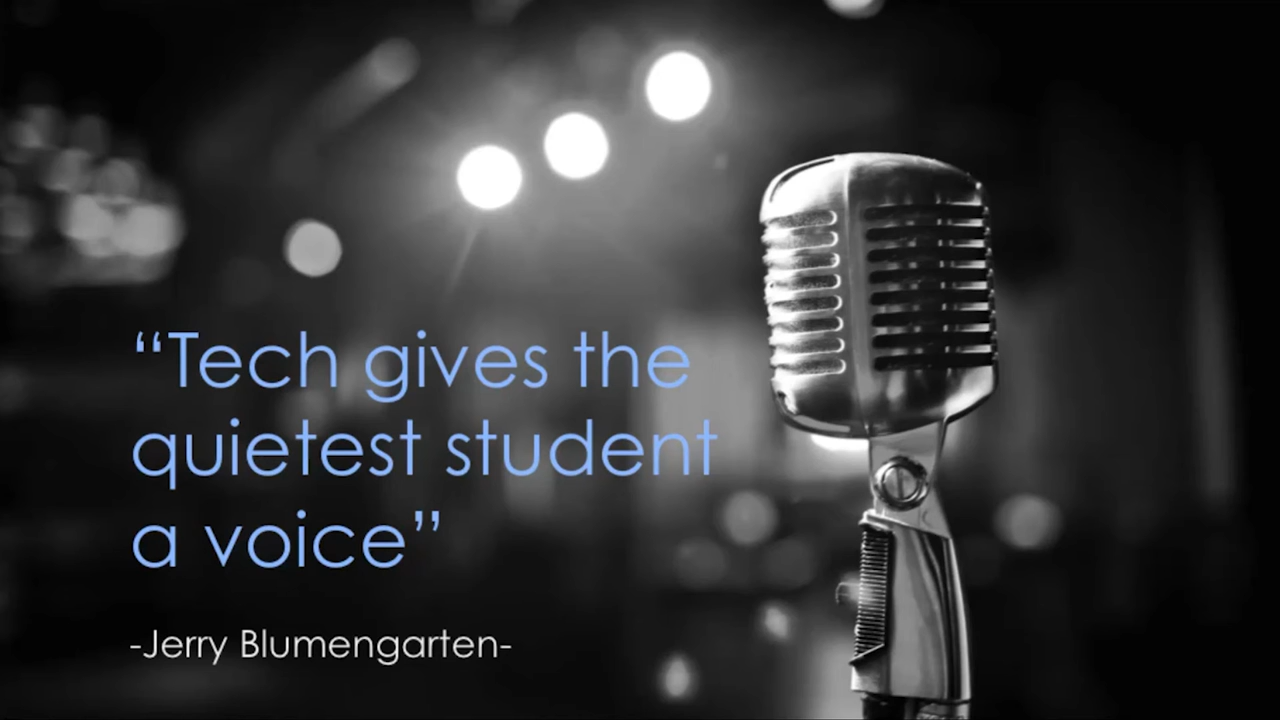 “Tech gives the
quietest student
a voice”
-Jerry Blumengarten-